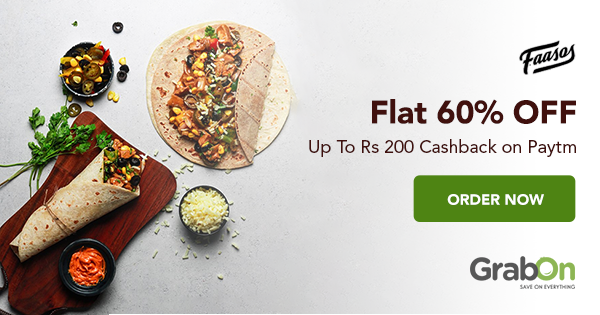 Faasos
Flat 60% OFF
Up To Rs 200 Cashback on Paytm
ORDER NOW
GrabOn
SAVE ON EVERYTHING